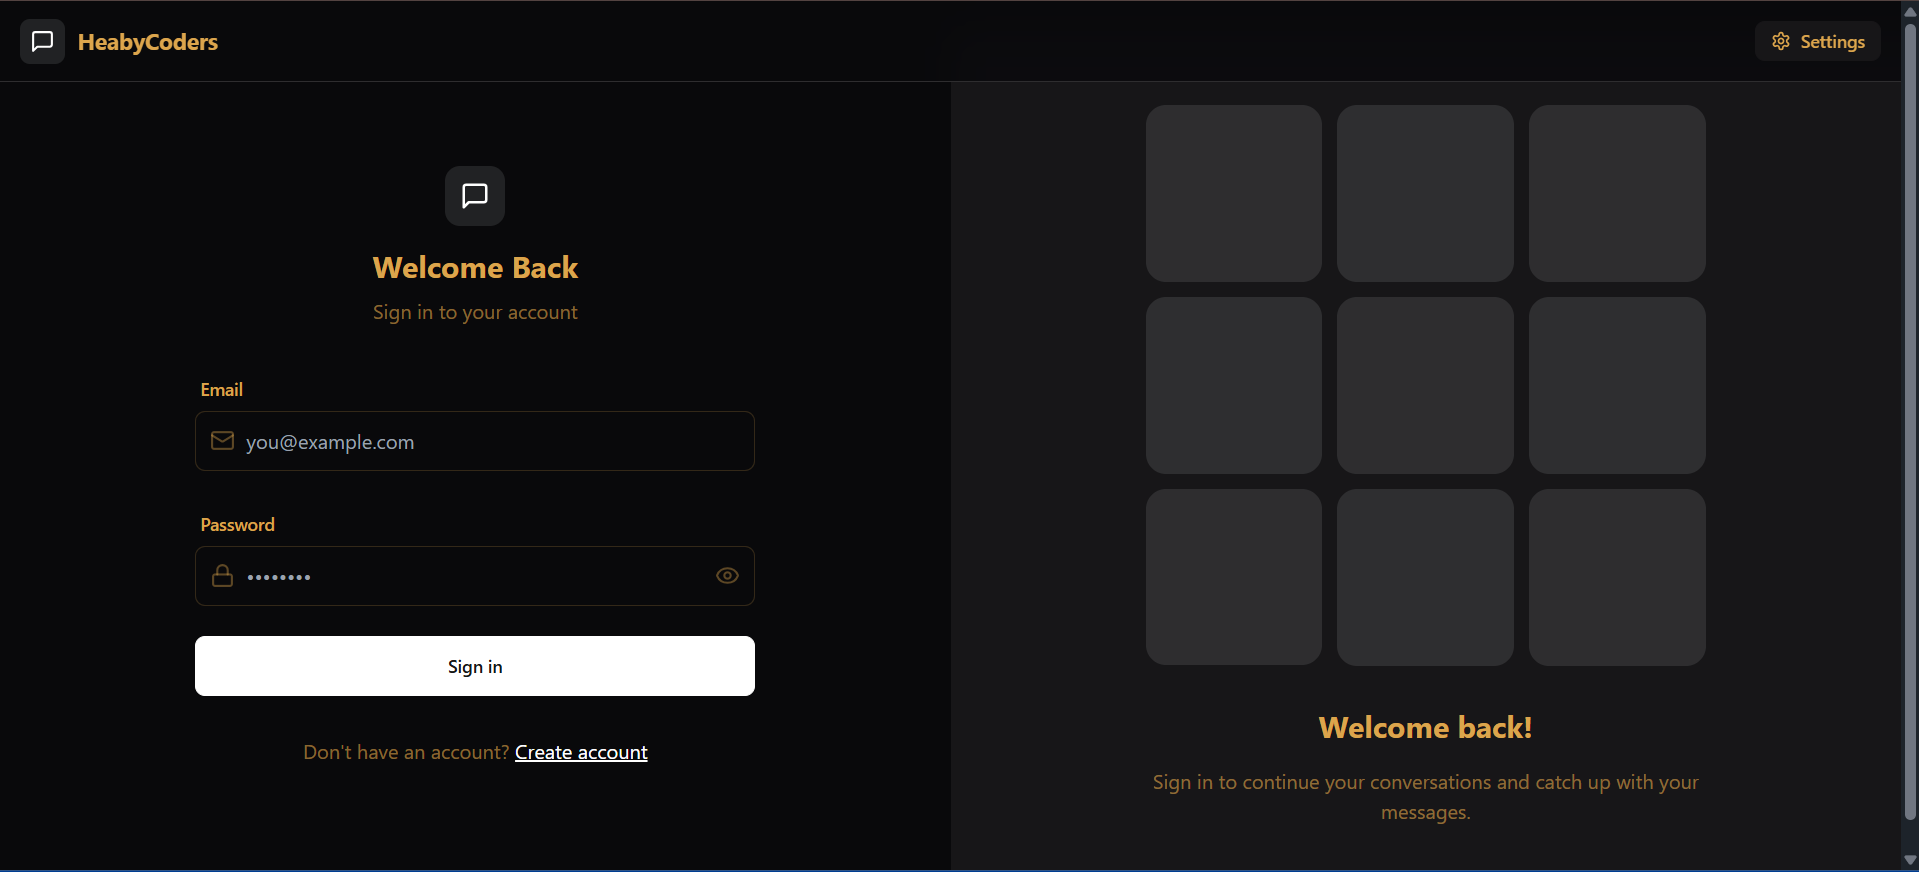 HeabyCoders
Settings
Welcome Back
Sign in to your account
Email
you@example.com
Password
••••••••
Sign in
Don't have an account? Create account
Welcome back!
Sign in to continue your conversations and catch up with your
messages.